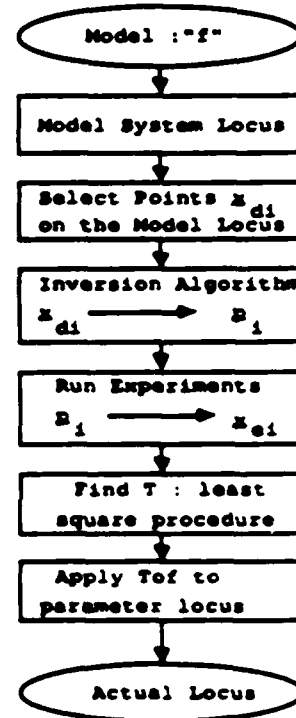 Model :"f"
Model System Locus
Select Points x di
on the Model Locus
Inversion Algorithm
x di → p i
Run Experiments
p i → x ei
Find T : least
square procedure
Apply Tof to
parameter locus
Actual Locus